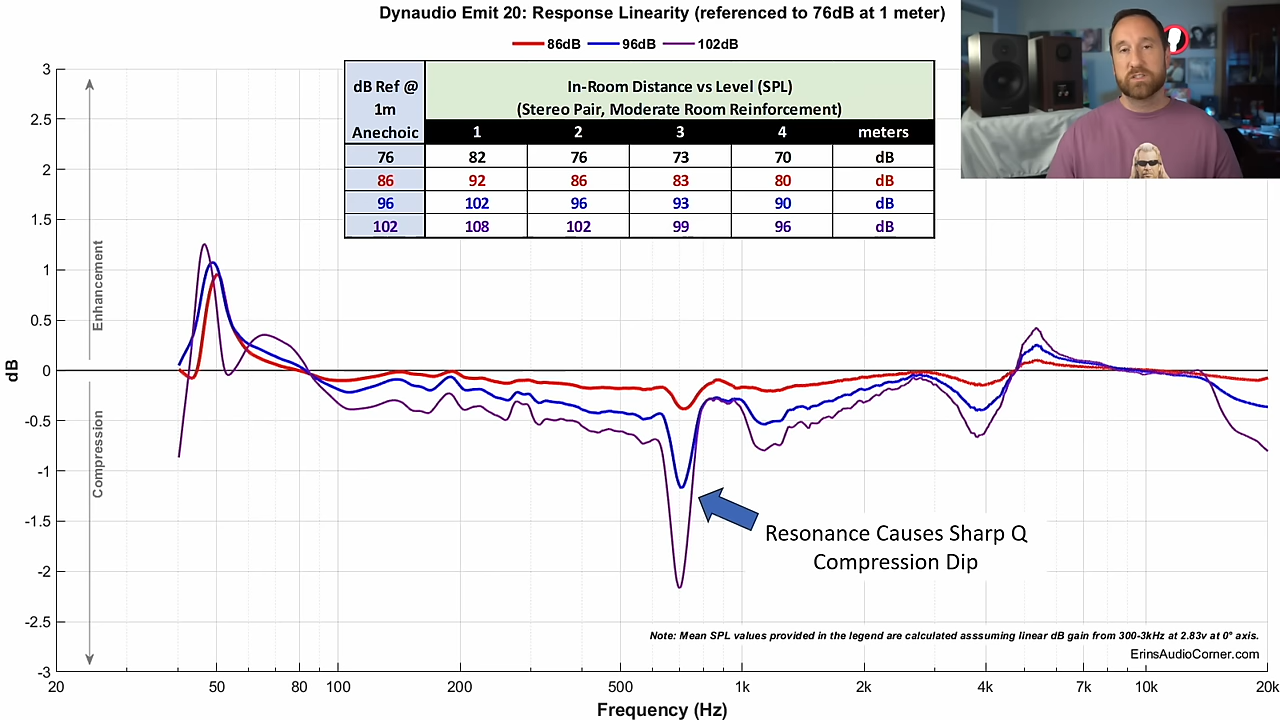 Dynaudio Emit 20: Response Linearity (referenced to 76dB at 1 meter)
86dB 96dB 102dB
dB Ref @
1m
Anechoic
In-Room Distance vs Level (SPL)
(Stereo Pair, Moderate Room Reinforcement)
1 2 3 4 meters
76 82 76 73 70 dB
86 92 86 83 80 dB
96 102 96 93 90 dB
102 108 102 99 96 dB
3
2.5
2
1.5
1
0.5
0
-0.5
-1
-1.5
-2
-2.5
-3
dB
Enhancement
Compression
Resonance Causes Sharp Q
Compression Dip
Note: Mean SPL values provided in the legend are calculated asssuming linear dB gain from 300-3kHz at 2.83v at 0° axis.
ErinsAudioCorner.com
20 50 80 100 200 500 1k 2k 4k 7k 10k 20k
Frequency (Hz)